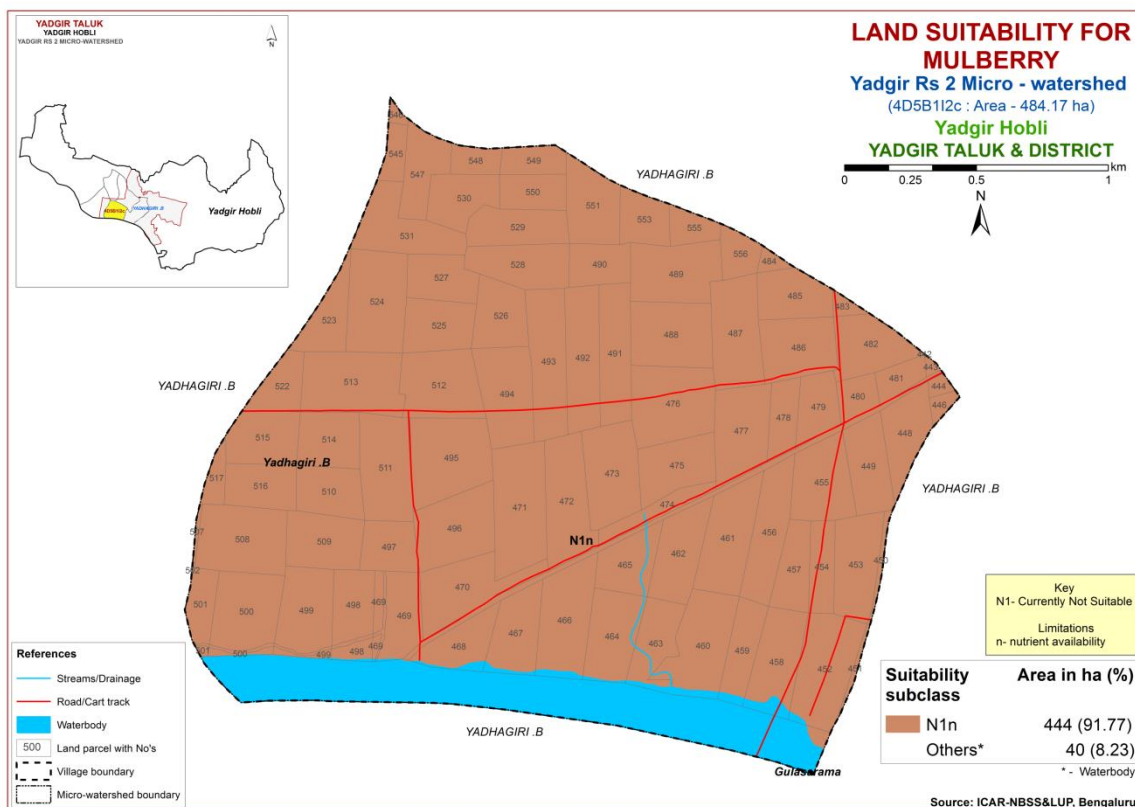 YADGIR TALUK
YADGIR HOBLI
YADGIR RS 2 MICRO-WATERSHED
N
4D5B1I2c
YADHAGIRI .B
Yadgir Hobli
LAND SUITABILITY FOR
MULBERRY
Yadgir Rs 2 Micro - watershed
(4D5B1I2c : Area - 484.17 ha)
Yadgir Hobli
YADGIR TALUK & DISTRICT
km
0 0.25 0.5 1
N
546
545
548 549
547
YADHAGIRI .B
530 550
551
553
529 555
531
556
484
528 490
489
527
485
524
483
526
523 525
488 487
486 482
493 492 491
442
443
YADHAGIRI .B
522 513 512
481
444
494
480
476
479
446
478
477
448
515 514
495
Yadhagiri .B
511
475
449
517
473
455
516 510
472
471
474
YADHAGIRI .B
496
507
456
508 509
461
497
N1n
462
450
465
457 454 453
502
470
501
500
499
498 469
469
466
467
464
463
460
468
469
459
501 500
499 498
458
452 451
YADHAGIRI .B
Gulasarama
Key
N1- Currently Not Suitable
Limitations
n- nutrient availability
References
Streams/Drainage
Road/Cart track
Waterbody
500 Land parcel with No's
Village boundary
Micro-watershed boundary
Suitability
subclass
Area in ha (%)
N1n 444 (91.77)
Others* 40 (8.23)
* - Waterbody
Source: ICAR-NBSS&LUP, Bengaluru